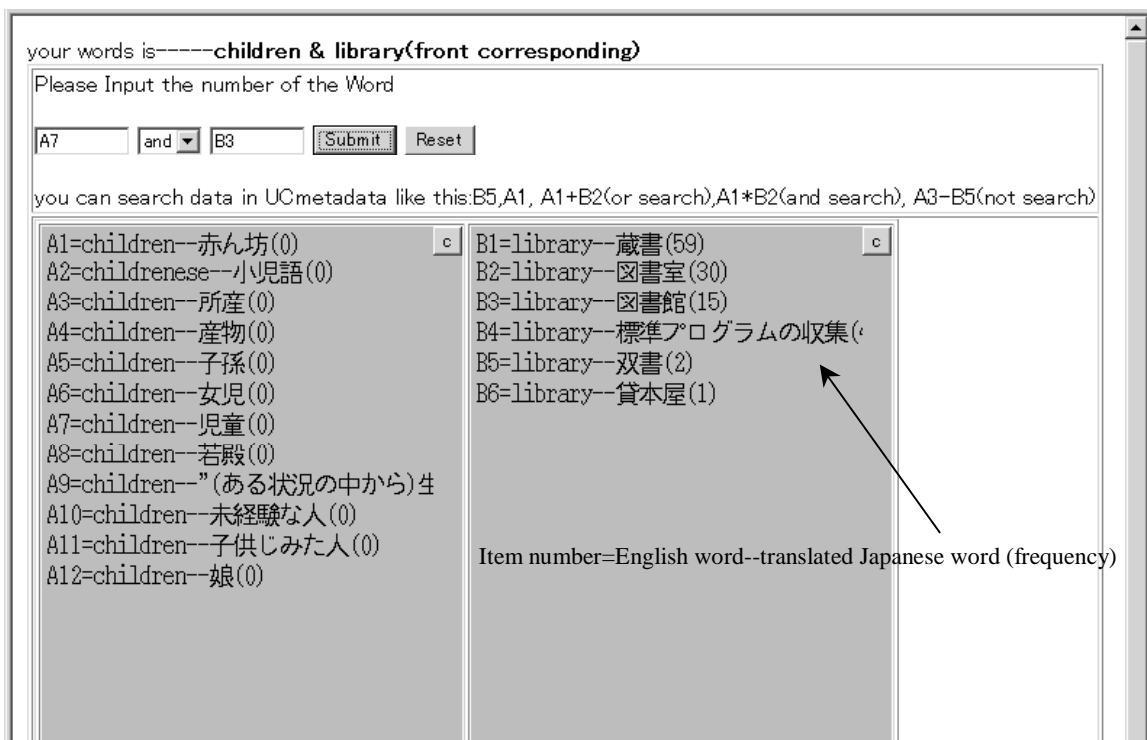 your words is-----children & library(front corresponding)
Please Input the number of the Word
A7 and B3 Submit Reset
you can search data in UCmetadata like this:B5,A1, A1+B2(or search),A1*B2(and search), A3-B5(not search)
A1=children--赤ん坊(0)
A2=childrenese--小児語(0)
A3=children--所産(0)
A4=children--産物(0)
A5=children--子孫(0)
A6=children--女児(0)
A7=children--児童(0)
A8=children--若殿(0)
A9=children--”(ある状況の中から)生
A10=children--未経験な人(0)
A11=children--子供じみた人(0)
A12=children--娘(0)
c
B1=library--蔵書(59)
B2=library--図書室(30)
B3=library--図書館(15)
B4=library--標準プログラムの収集(
B5=library--双書(2)
B6=library--貸本屋(1)
c
Item number=English word--translated Japanese word (frequency)